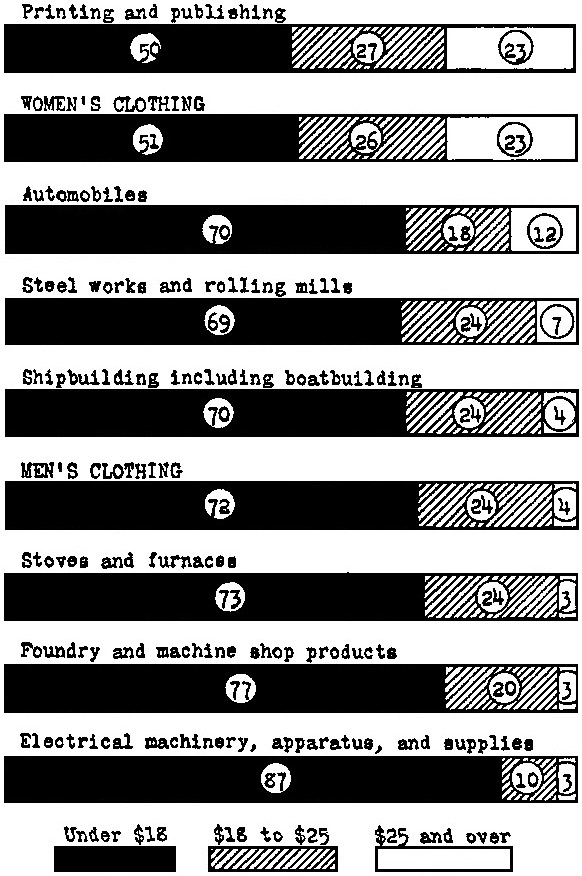 Printing and publishing
50 27 23
WOMEN'S CLOTHING
51 26 23
Automobiles
70 18 12
Steel works and rolling mills
69 24 7
Shipbuilding including boatbuilding
70 24 4
MEN'S CLOTHING
72 24 4
Stoves and furnaces
73 24 3
Foundry and machine shop products
77 20 3
Electrical machinery, apparatus, and supplies
87 10 3
Under $18 $18 to $25 $25 and over